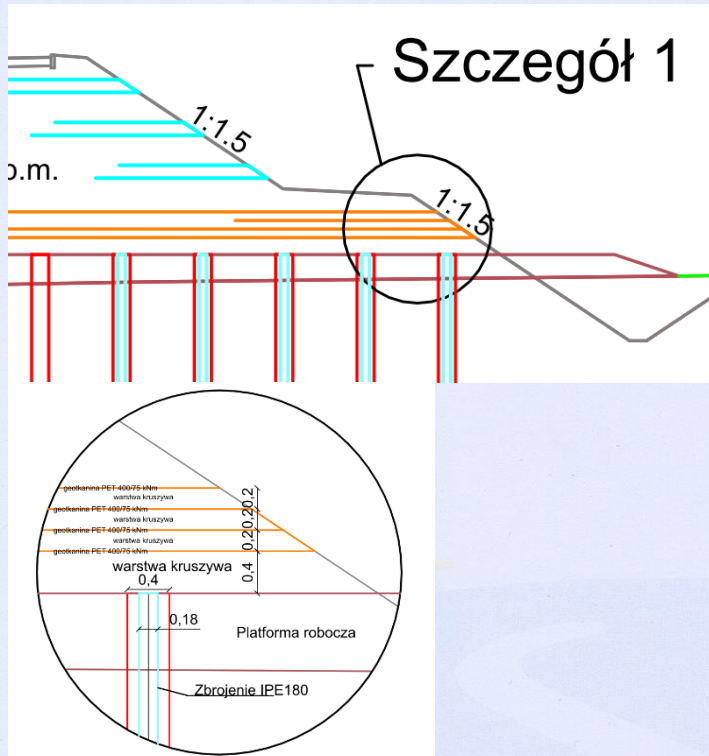 Szczegół 1
1:1.5
o.m.
1:1.5
geotkanina PET 400/75 kNm
warstwa kruszywa
geotkanina PET 400/75 kNm
warstwa kruszywa
geotkanina PET 400/75 kNm
warstwa kruszywa
geotkanina PET 400/75 kNm
0,2
0,2
0,2
0,4
warstwa kruszywa
0,4
0,18
Platforma robocza
Zbrojenie IPE180